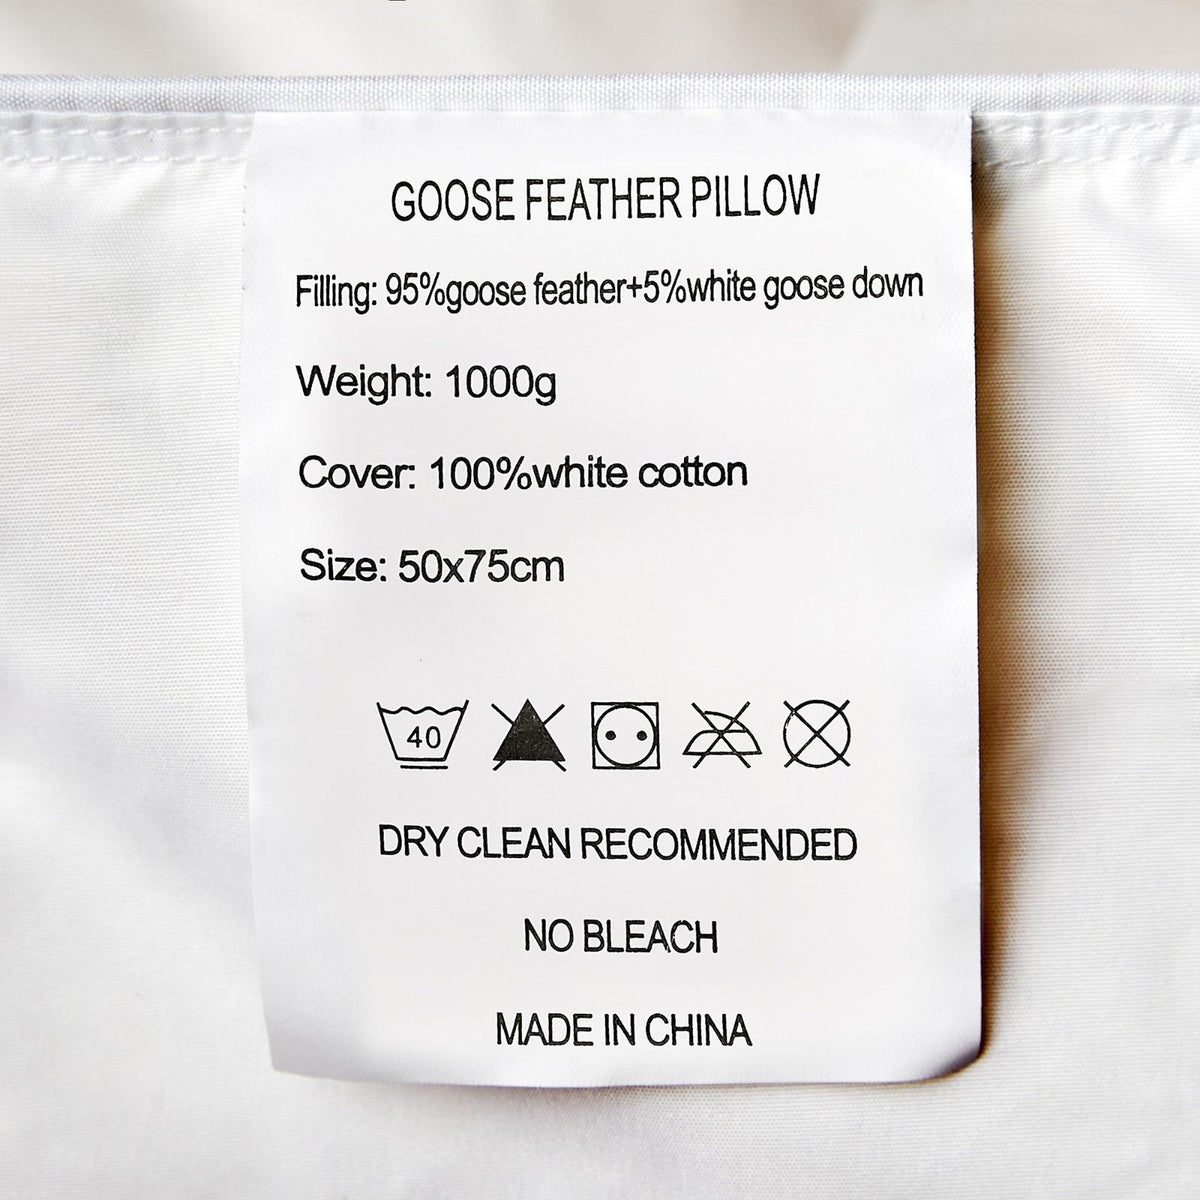 GOOSE FEATHER PILLOW
Filling: 95%goose feather+5%white goose down
Weight: 1000g
Cover: 100%white cotton
Size: 50x75cm
40
DRY CLEAN RECOMMENDED
NO BLEACH
MADE IN CHINA